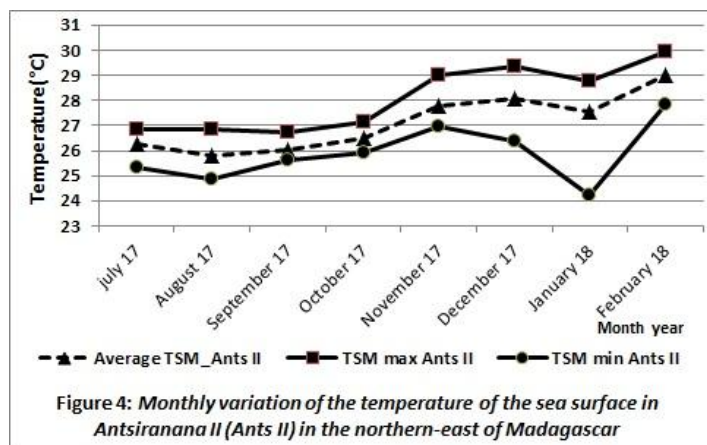 31
30
29
28
27
26
25
24
23
Temperature(°C)
july 17
August 17
September 17
October 17
November 17
December 17
January 18
February 18
Month year
Average TSM_Ants II
TSM max Ants II
TSM min Ants II
Figure 4: Monthly variation of the temperature of the sea surface in
Antsiranana II (Ants II) in the northern-east of Madagascar